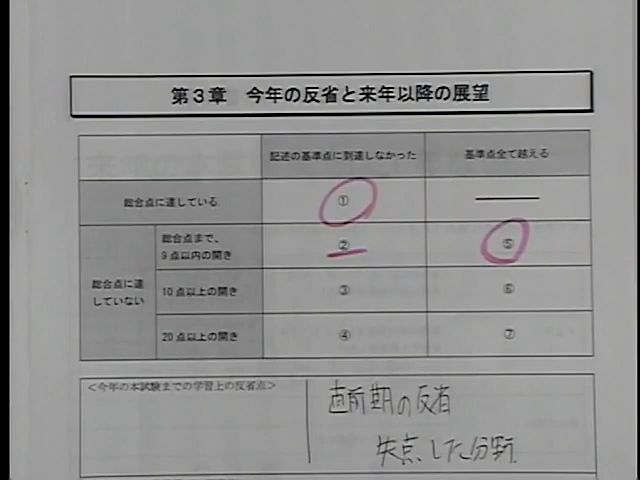 第3章 今年の反省と来年以降の展望
記述の基準点に到達しなかった 基準点全て越える
総合点に達している ① ―
総合点に達していない
総合点まで、
9点以内の開き ② ⑤
10点以上の開き ③ ⑥
20点以上の開き ④ ⑦
＜今年の本試験までの学習上の反省点＞
直前期の反省
失点した分野